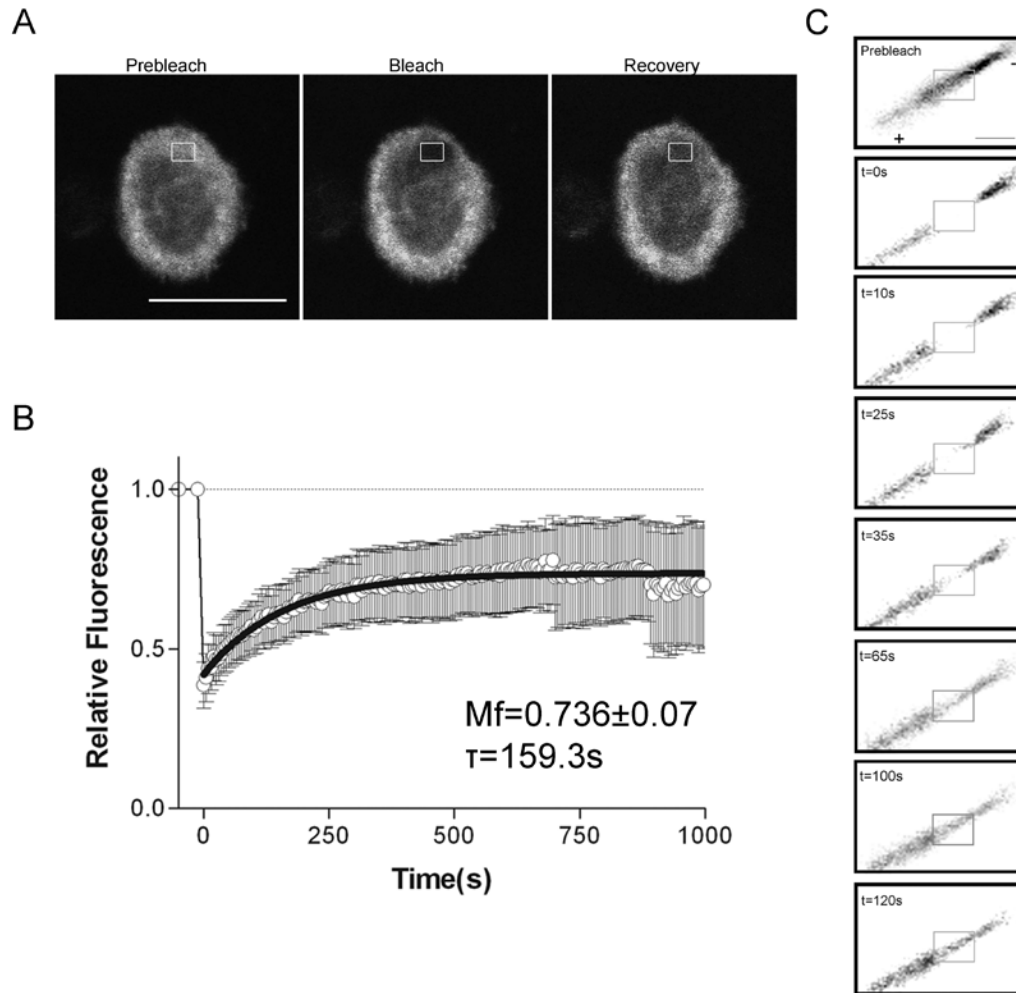 A
Prebleach Bleach Recovery
B
Relative Fluorescence
1.0
0.5
0.0
0 250 500 750 1000
Time(s)
Mf=0.736±0.07
τ=159.3s
C
Prebleach
-
+
t=0s
t=10s
t=25s
t=35s
t=65s
t=100s
t=120s